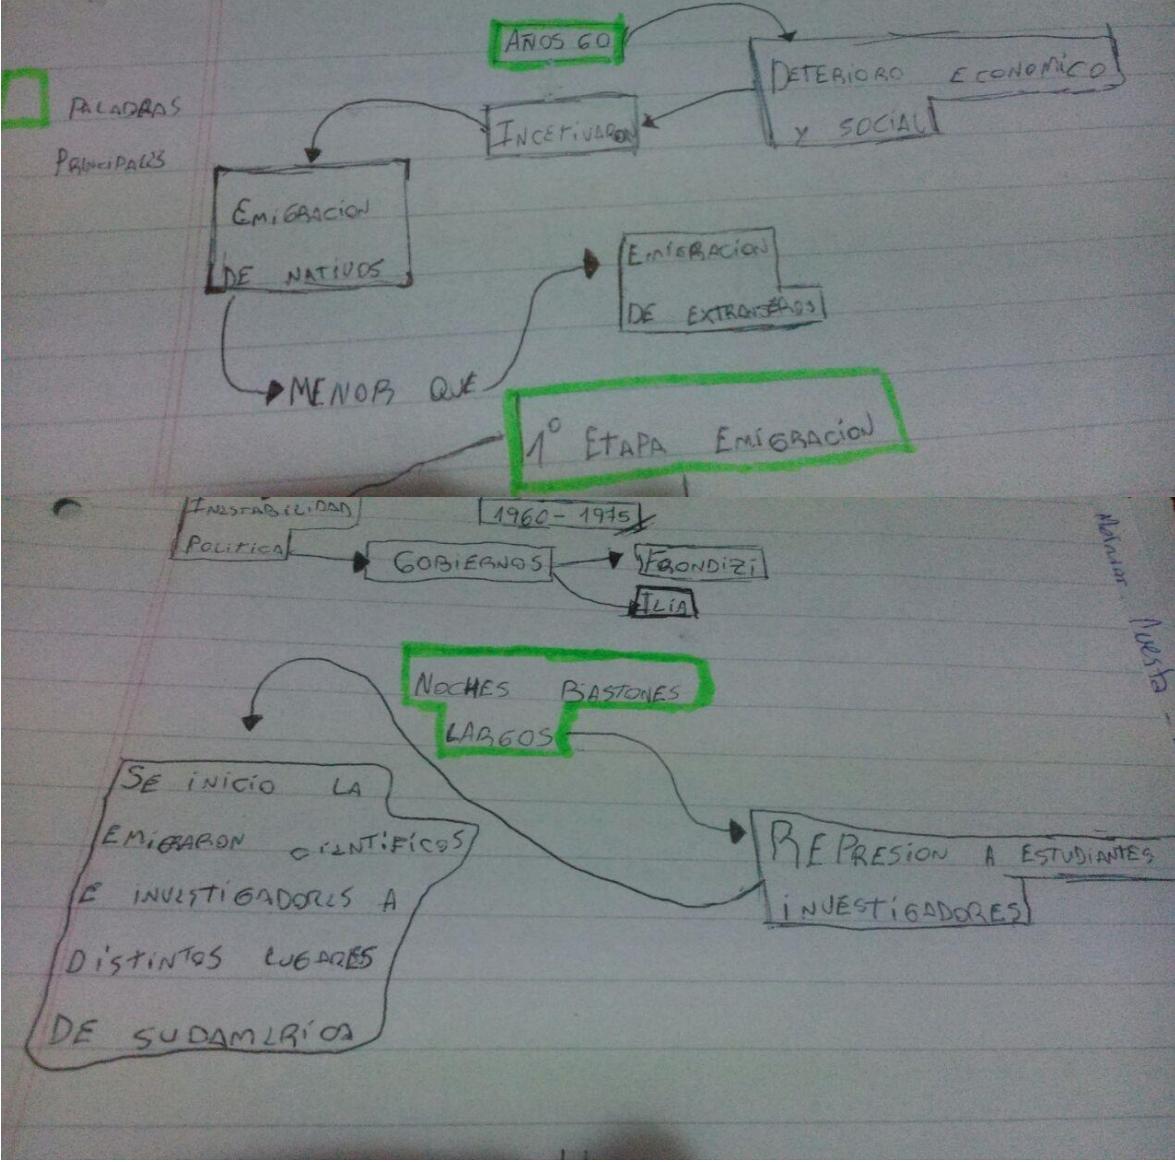 AÑOS 60
DETERIORO ECONOMICO
Y SOCIAL
INCETIVARON
PALADRAS
PRINCIPALES
EMIGRACION
DE NATIVOS
EMIGRACION
DE EXTRANJEROS
MENOR QUE
1º ETAPA EMIGRACION
INESTABILIDAD
POLITICA
1960-1975
GOBIERNOS
FRONDIZI
ILIA
NOCHES BASTONES
LARGOS
SE INICIO LA
EMIGRARON CIENTIFICOS
E INVESTIGADORES A
DISTINTOS LUGARES
DE SUDAMERICA
REPRESION A ESTUDIANTES
INVESTIGADORES